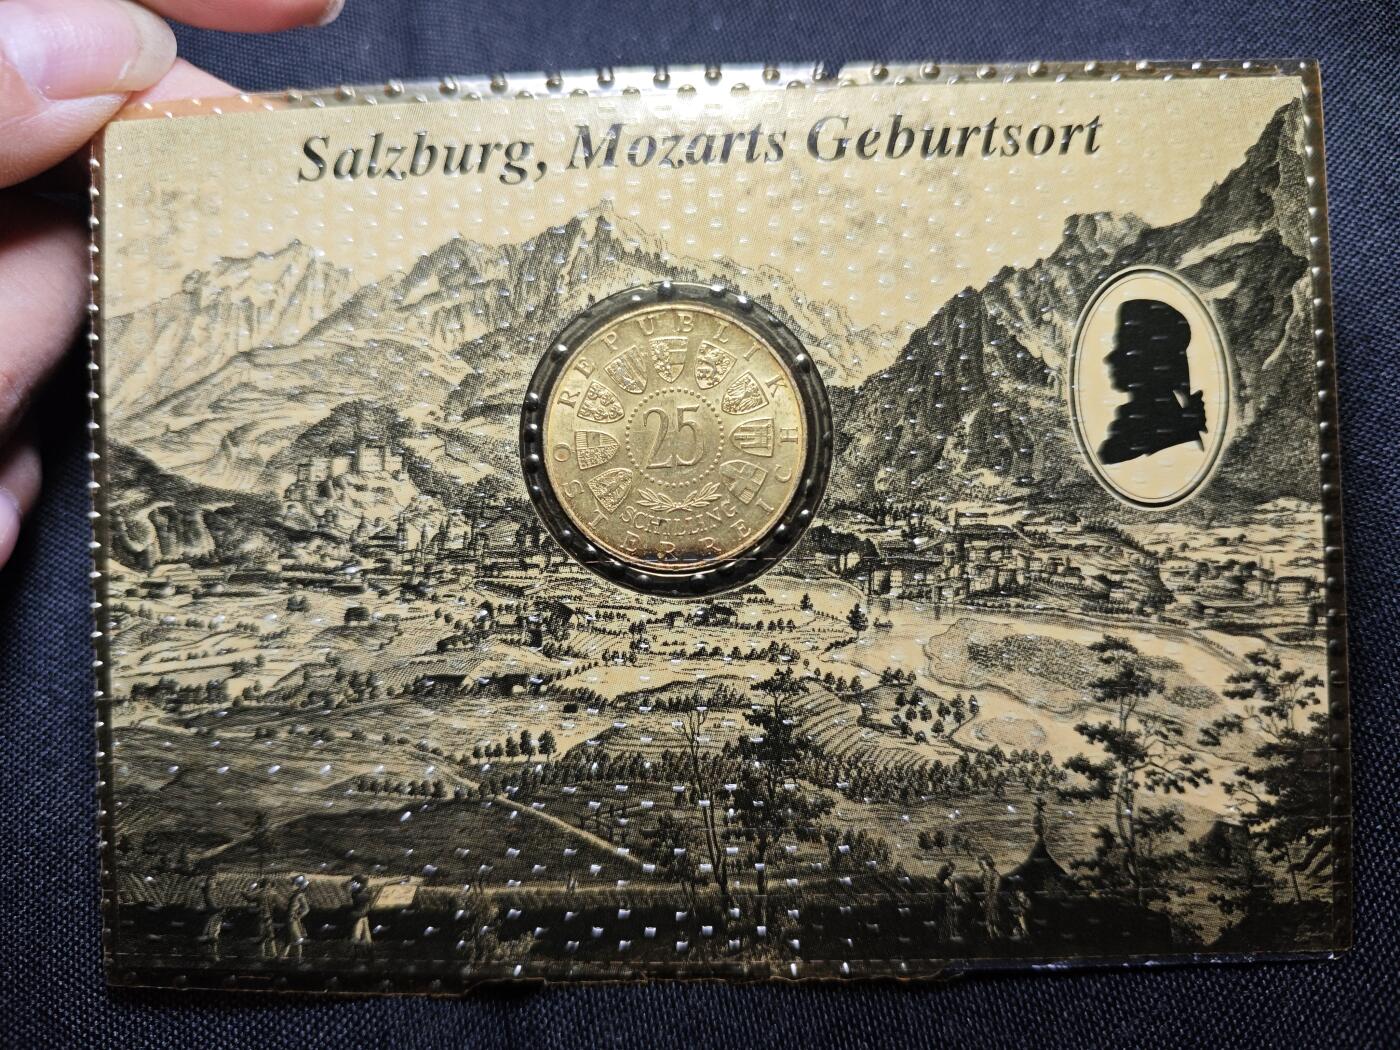 Salzburg, Mozarts Geburtsort
REPUBLIK
ÖSTERREICH
25
SCHILLING